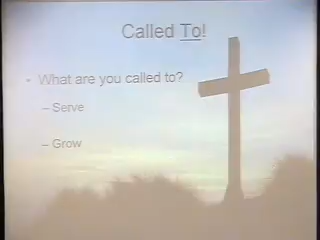 Called To!
• What are you called to?
– Serve
– Grow